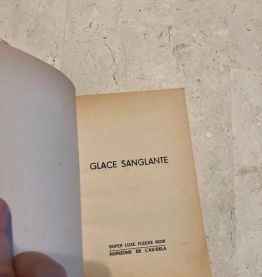 GLACE SANGLANTE
SUPER LUXE FLEUVE NOIR
HORIZONS DE L'AU-DELA